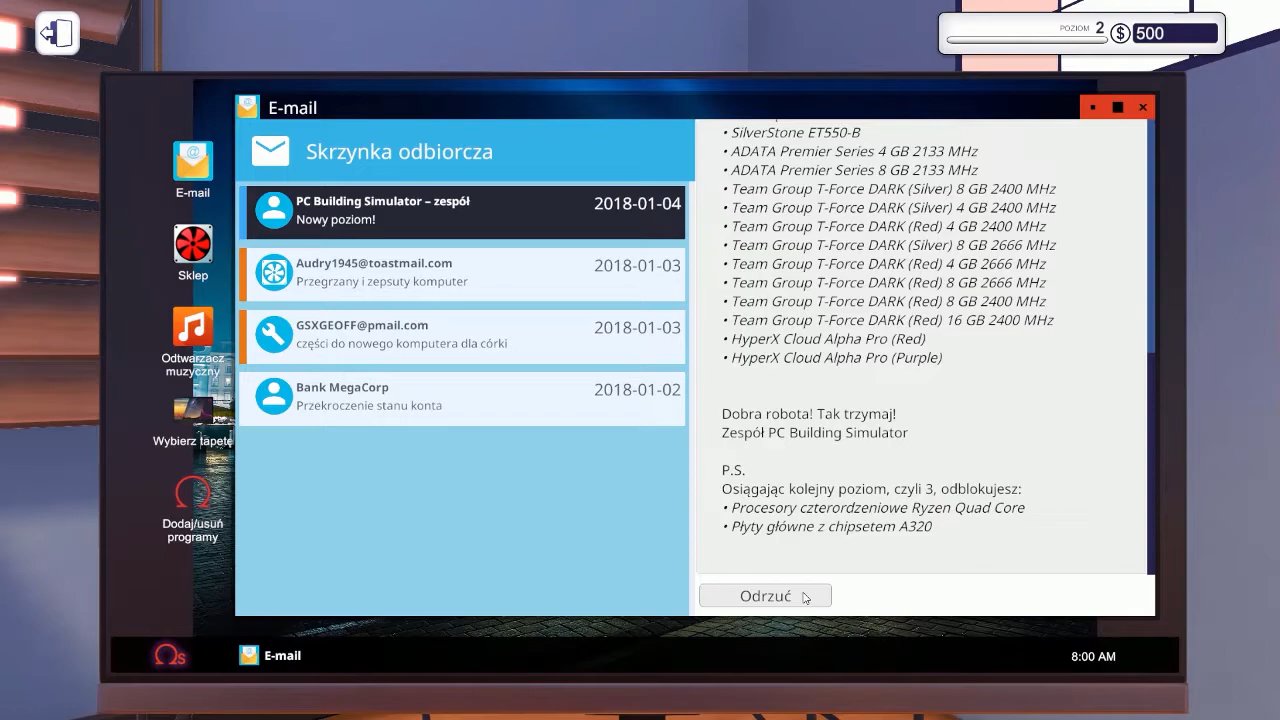 POZIOM 2 $ 500
E-mail
Skrzynka odbiorcza
PC Building Simulator – zespół 2018-01-04
Nowy poziom!
Audry1945@toastmail.com 2018-01-03
Przegrzany i zepsuty komputer
GSXGEOFF@pmail.com 2018-01-03
części do nowego komputera dla córki
Bank MegaCorp 2018-01-02
Przekroczenie stanu konta
E-mail
Sklep
Odtwarzacz
muzyczny
Wybierz tapetę
Dodaj/usuń
programy
• SilverStone ET550-B
• ADATA Premier Series 4 GB 2133 MHz
• ADATA Premier Series 8 GB 2133 MHz
• Team Group T-Force DARK (Silver) 8 GB 2400 MHz
• Team Group T-Force DARK (Silver) 4 GB 2400 MHz
• Team Group T-Force DARK (Red) 4 GB 2400 MHz
• Team Group T-Force DARK (Silver) 8 GB 2666 MHz
• Team Group T-Force DARK (Red) 4 GB 2666 MHz
• Team Group T-Force DARK (Red) 8 GB 2666 MHz
• Team Group T-Force DARK (Red) 8 GB 2400 MHz
• Team Group T-Force DARK (Red) 16 GB 2400 MHz
• HyperX Cloud Alpha Pro (Red)
• HyperX Cloud Alpha Pro (Purple)
Dobra robota! Tak trzymaj!
Zespół PC Building Simulator
P.S.
Osiągając kolejny poziom, czyli 3, odblokujesz:
• Procesory czterordzeniowe Ryzen Quad Core
• Płyty główne z chipsetem A320
Odrzuć
Ωs
E-mail
8:00 AM